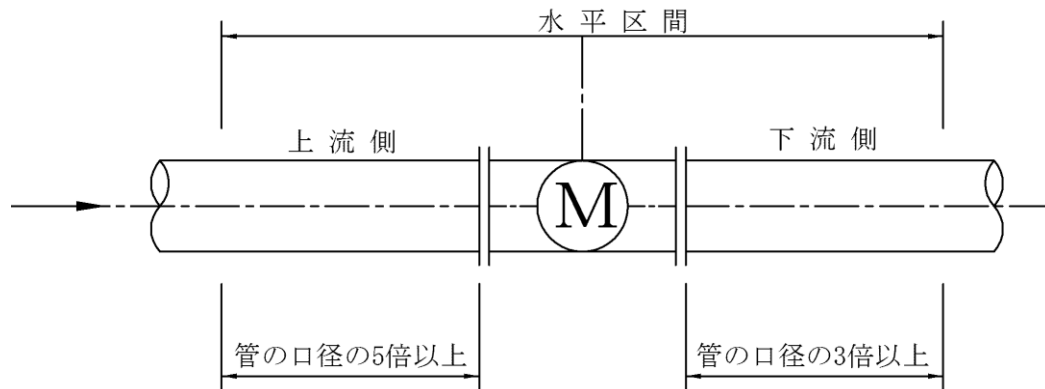 水平区間
上流側
下流側
M
管の口径の5倍以上
管の口径の3倍以上